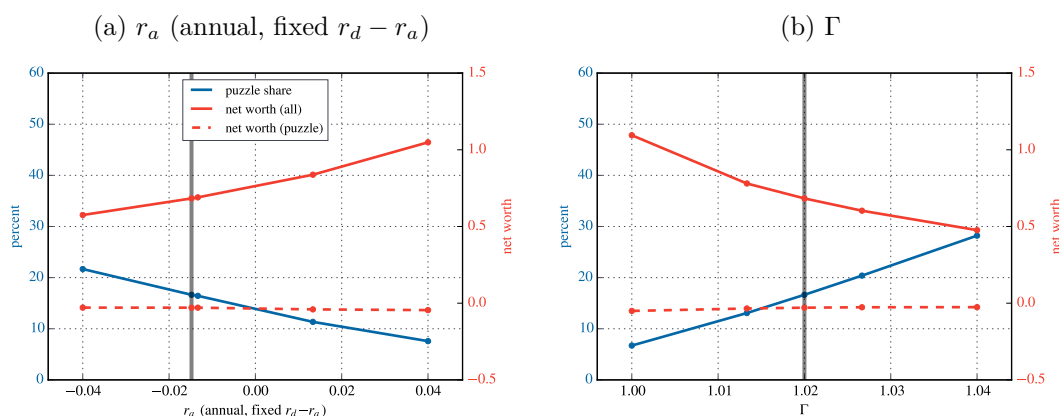 (a) r_a (annual, fixed r_d − r_a)
60
50
40
30
20
10
0
percent
puzzle share
net worth (all)
net worth (puzzle)
1.5
1.0
0.5
0.0
−0.5
net worth
−0.04 −0.02 0.00 0.02 0.04
r_a (annual, fixed r_d−r_a)
(b) Γ
60
50
40
30
20
10
0
percent
1.5
1.0
0.5
0.0
−0.5
net worth
1.00 1.01 1.02 1.03 1.04
Γ